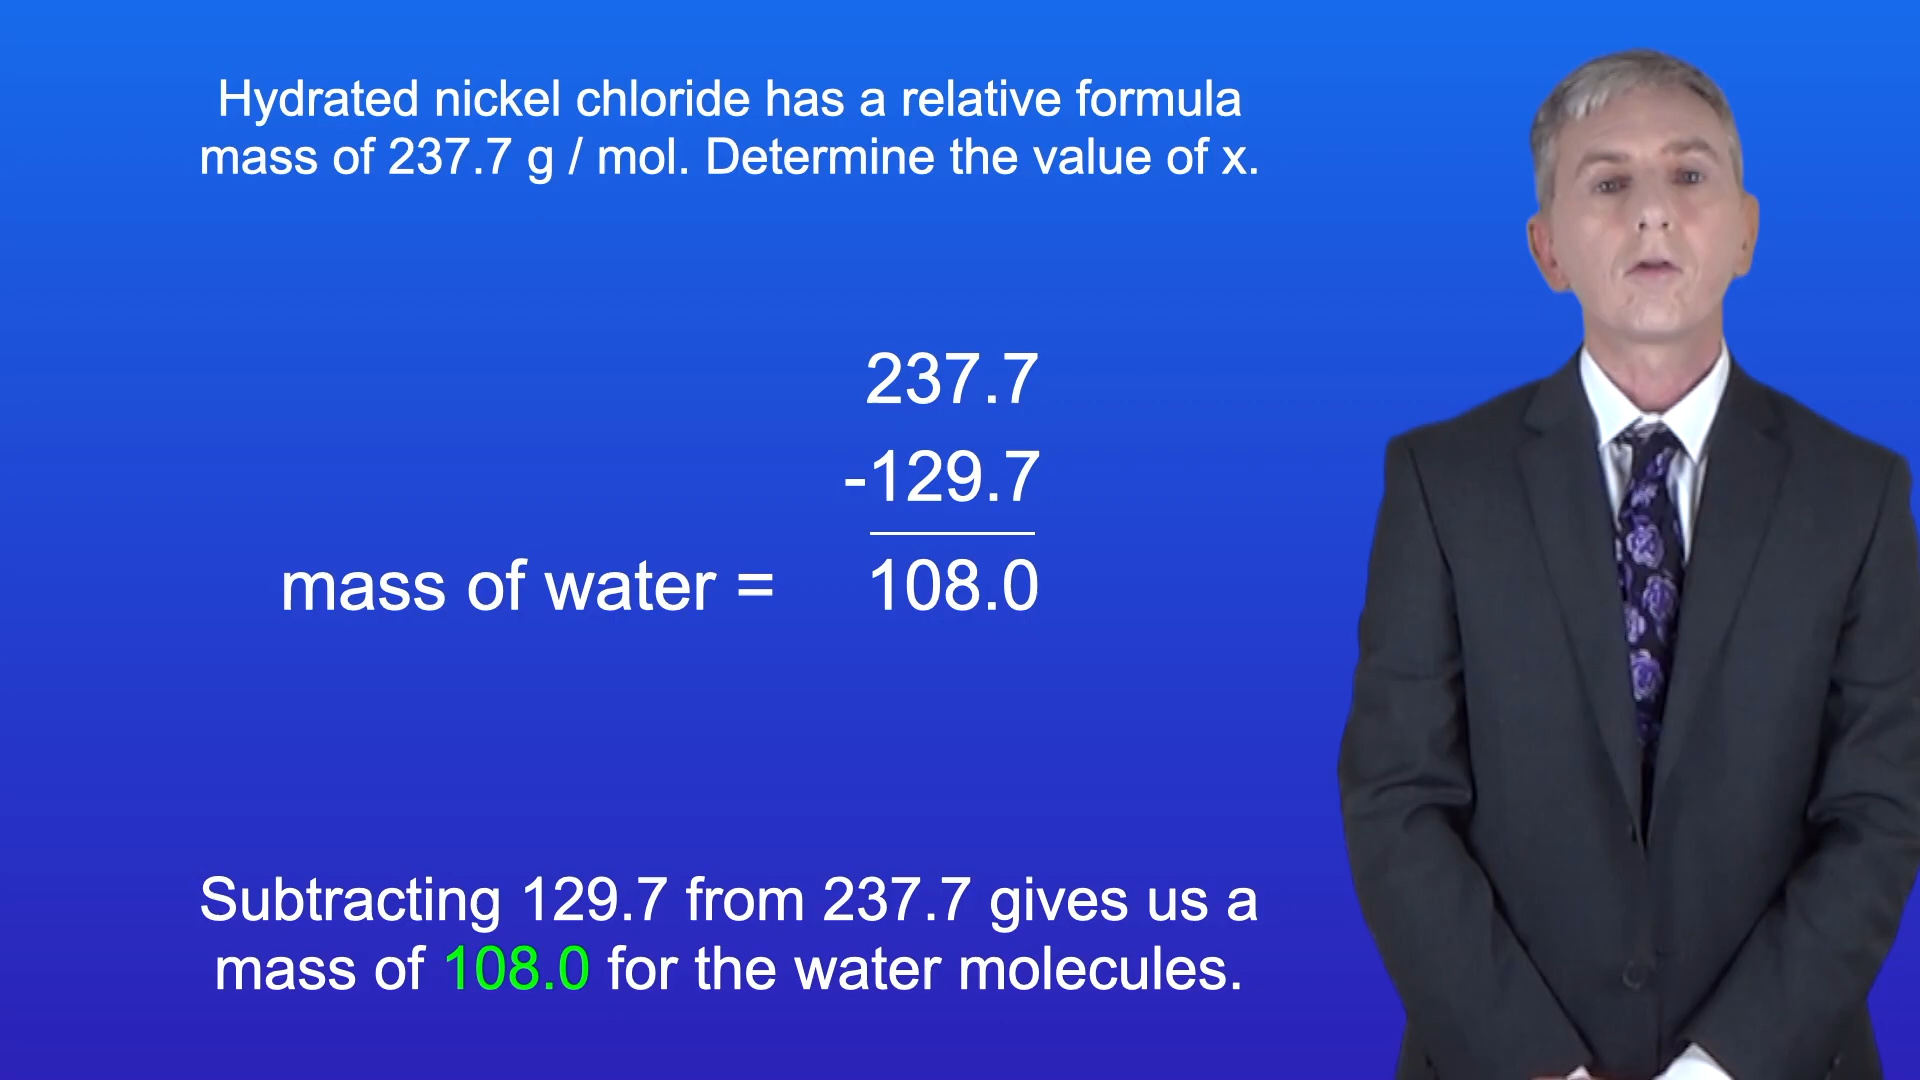 Hydrated nickel chloride has a relative formula
mass of 237.7 g / mol. Determine the value of x.
237.7
-129.7
mass of water = 108.0
Subtracting 129.7 from 237.7 gives us a
mass of 108.0 for the water molecules.